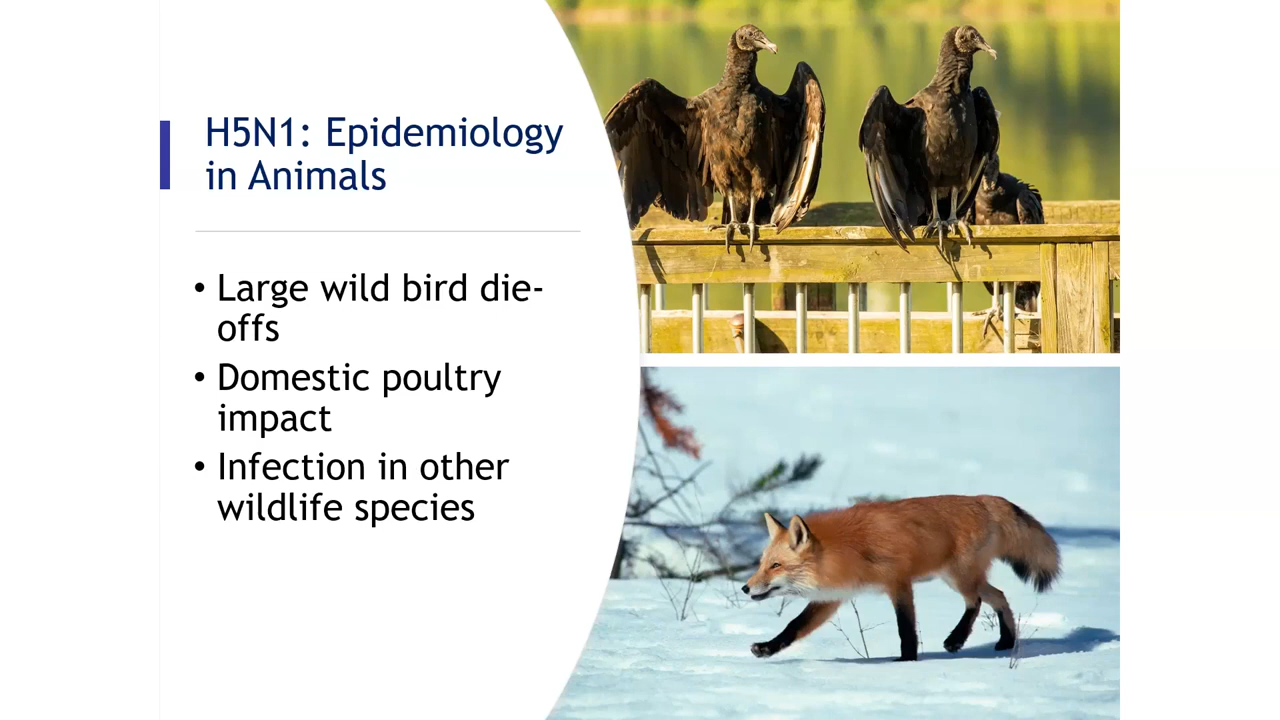 H5N1: Epidemiology
in Animals
• Large wild bird die-
offs
• Domestic poultry
impact
• Infection in other
wildlife species